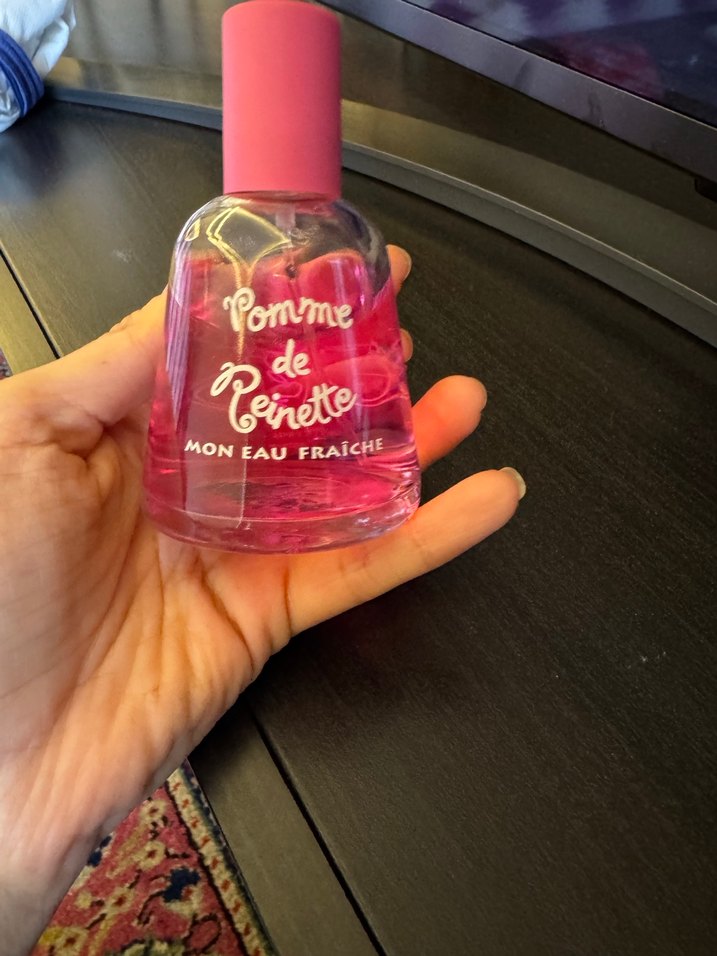 Pomme
de
Reinette
MON EAU FRAÎCHE